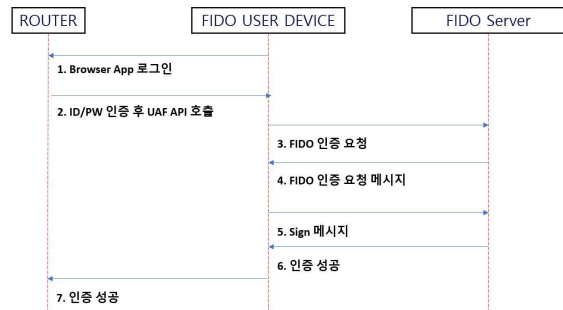 ROUTER
FIDO USER DEVICE
FIDO Server
1. Browser App 로그인
2. ID/PW 인증 후 UAF API 호출
3. FIDO 인증 요청
4. FIDO 인증 요청 메시지
5. Sign 메시지
6. 인증 성공
7. 인증 성공